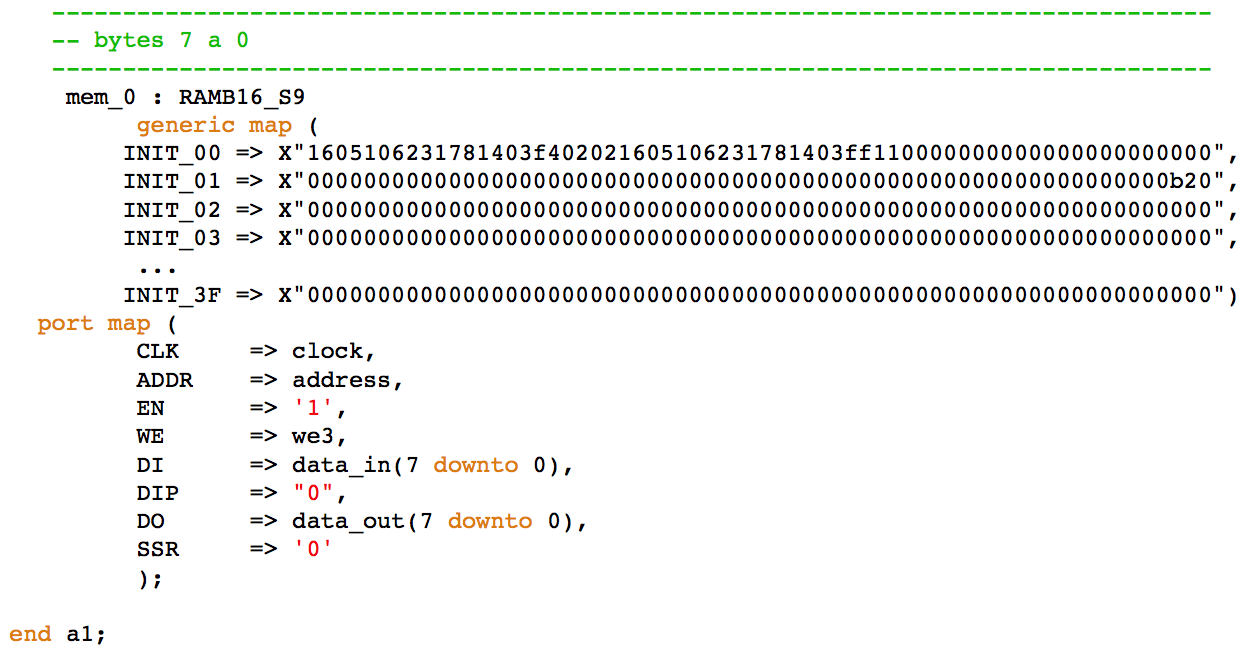 ----------------------------------------------------------------------------------
-- bytes 7 a 0
----------------------------------------------------------------------------------
mem_0 : RAMB16_S9
generic map (
INIT_00 => X"1605106231781403f402021605106231781403ff110000000000000000000000",
INIT_01 => X"0000000000000000000000000000000000000000000000000000000000000b20",
INIT_02 => X"0000000000000000000000000000000000000000000000000000000000000000",
INIT_03 => X"0000000000000000000000000000000000000000000000000000000000000000",
...
INIT_3F => X"0000000000000000000000000000000000000000000000000000000000000000")
port map (
CLK => clock,
ADDR => address,
EN => '1',
WE => we3,
DI => data_in(7 downto 0),
DIP => "0",
DO => data_out(7 downto 0),
SSR => '0'
);
end a1;